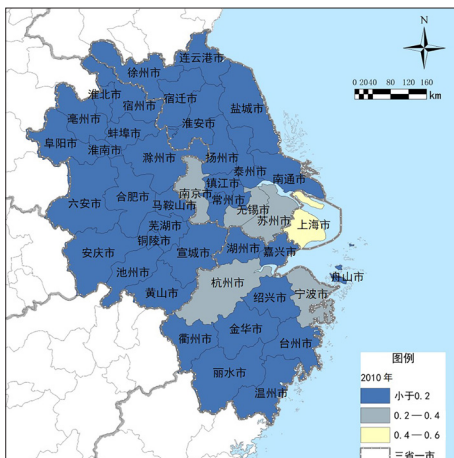 N
0 20 40 80 120 160
km
连云港市
徐州市
淮北市
宿迁市
宿州市
亳州市
盐城市
淮安市
蚌埠市
阜阳市
淮南市
滁州市
扬州市
泰州市
南通市
镇江市
南京市
常州市
六安市
合肥市
马鞍山市
无锡市
苏州市
上海市
芜湖市
铜陵市
安庆市
宣城市
湖州市
嘉兴市
池州市
舟山市
杭州市
黄山市
绍兴市
宁波市
衢州市
金华市
台州市
丽水市
温州市
图例
2010 年
小于0.2
0.2—0.4
0.4—0.6
三省一市